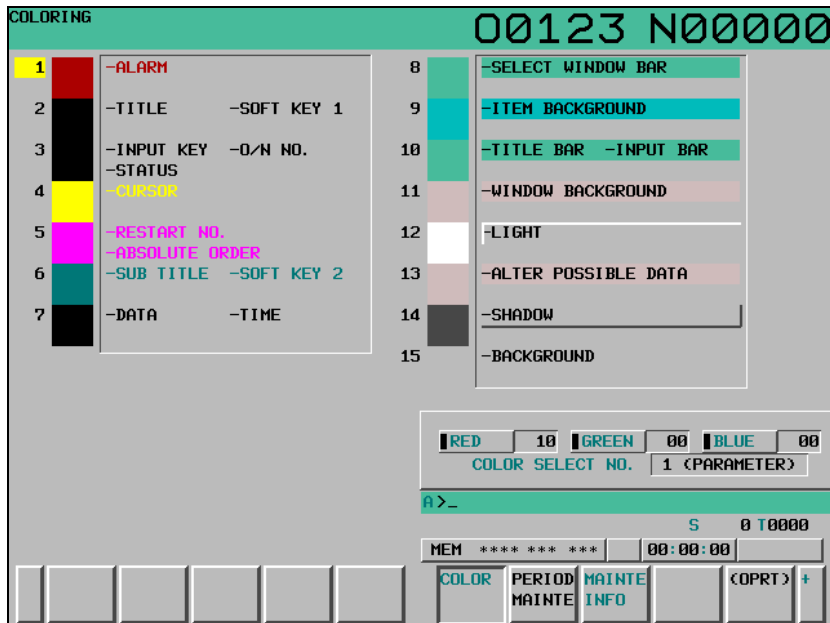 COLORING
O0123 N00000
1 -ALARM
2 -TITLE -SOFT KEY 1
3 -INPUT KEY -O/N NO.
-STATUS
4 -CURSOR
5 -RESTART NO.
-ABSOLUTE ORDER
6 -SUB TITLE -SOFT KEY 2
7 -DATA -TIME
8 -SELECT WINDOW BAR
9 -ITEM BACKGROUND
10 -TITLE BAR -INPUT BAR
11 -WINDOW BACKGROUND
12 -LIGHT
13 -ALTER POSSIBLE DATA
14 -SHADOW
15 -BACKGROUND
RED 10 GREEN 00 BLUE 00
COLOR SELECT NO. 1 (PARAMETER)
A>_
S 0 T0000
MEM **** *** *** 00:00:00
COLOR PERIOD MAINTE (OPRT) +
MAINTE INFO